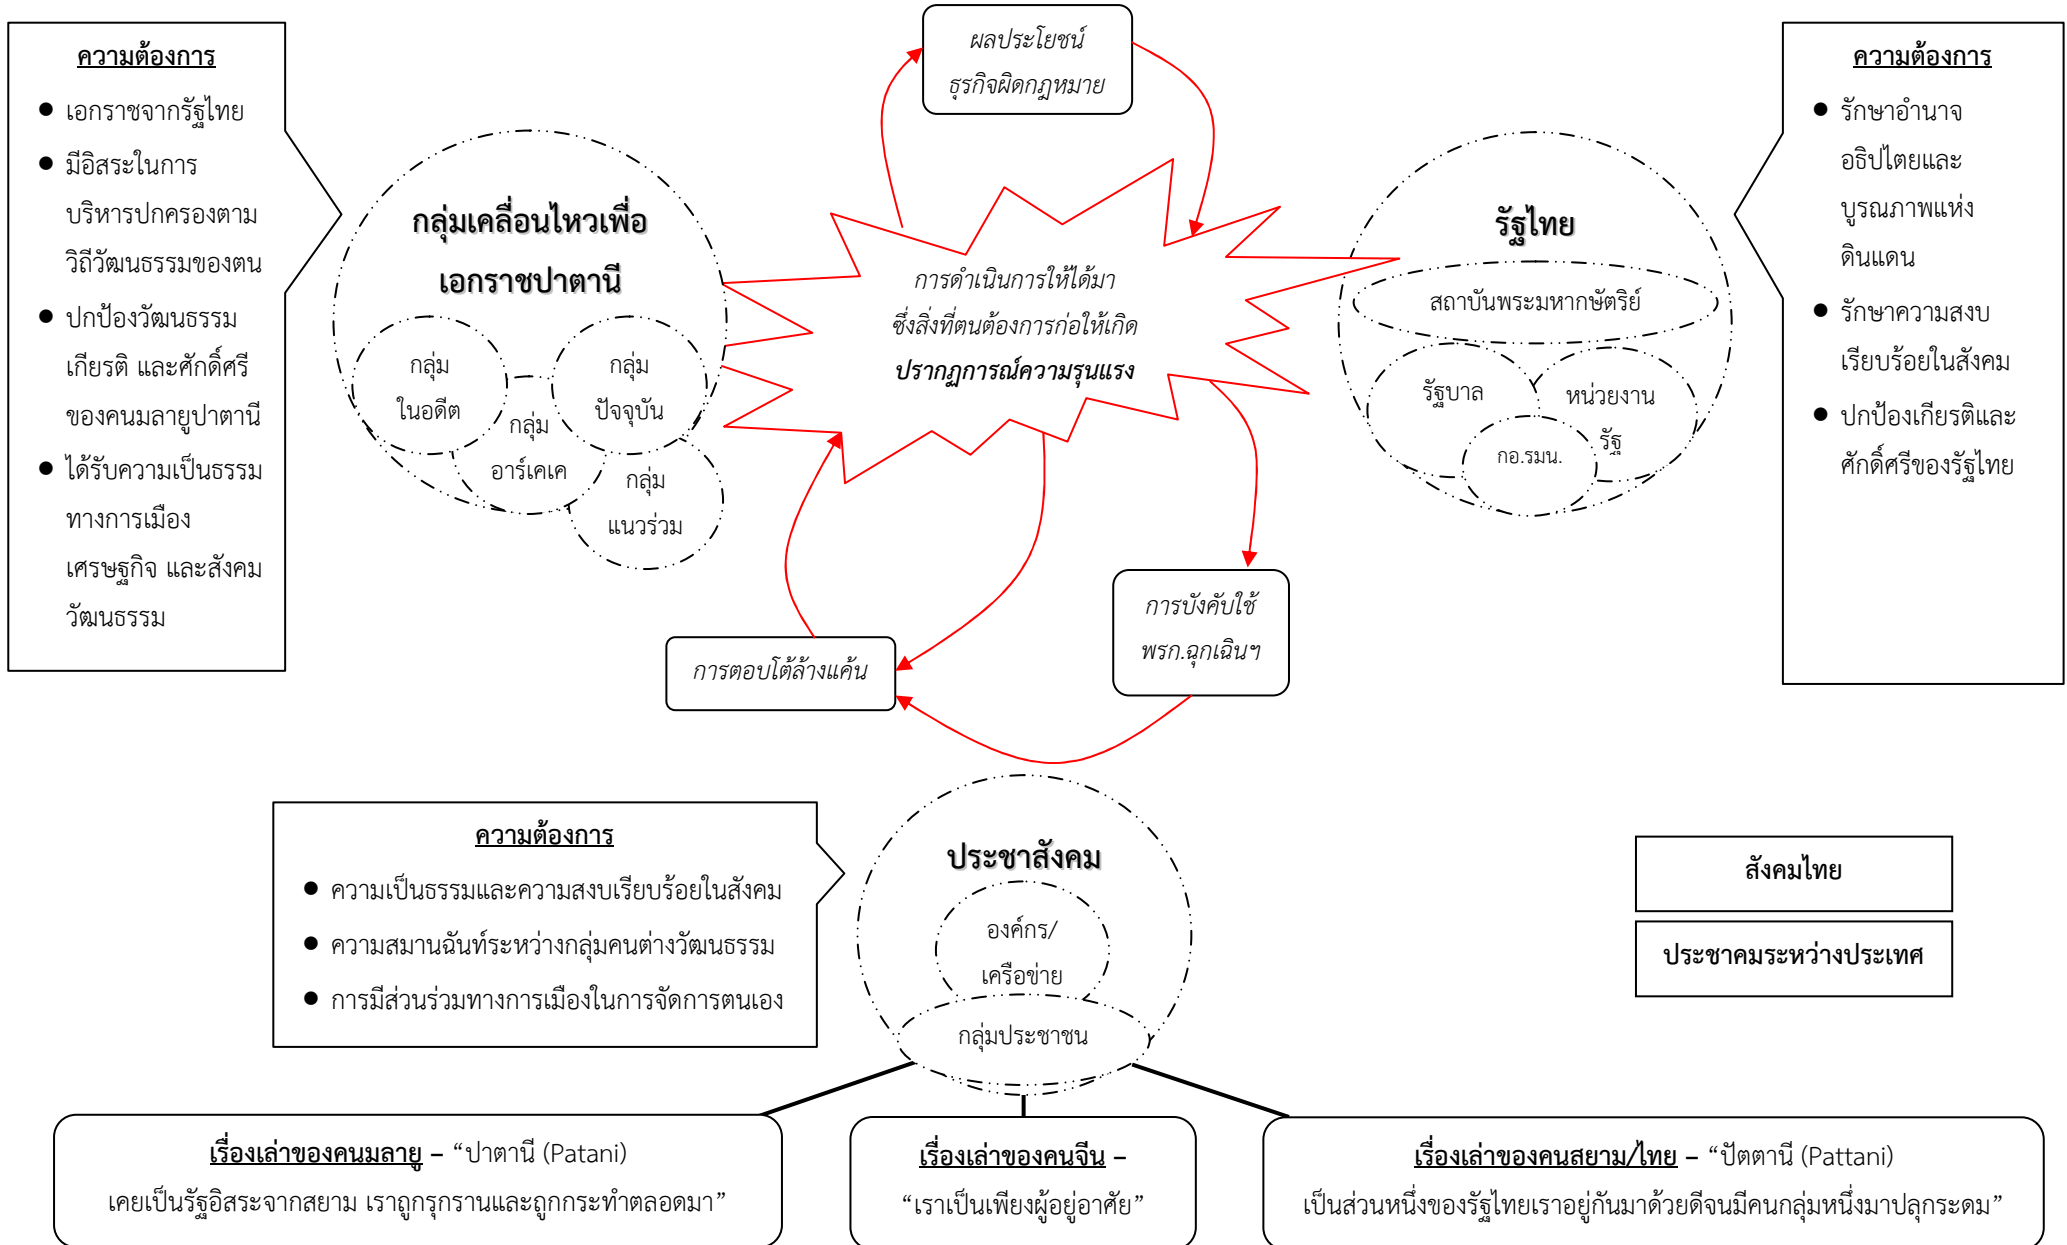 ความต้องการ
● เอกราชจากรัฐไทย
● มีอิสระในการ
บริหารปกครองตาม
วิถีวัฒนธรรมของตน
● ปกป้องวัฒนธรรม
เกียรติ และศักดิ์ศรี
ของคนมลายูปาตานี
● ได้รับความเป็นธรรม
ทางการเมือง
เศรษฐกิจ และสังคม
วัฒนธรรม
กลุ่มเคลื่อนไหวเพื่อ
เอกราชปาตานี
กลุ่ม
ในอดีต
กลุ่ม
อาร์เคเค
กลุ่ม
ปัจจุบัน
กลุ่ม
แนวร่วม
ผลประโยชน์
ธุรกิจผิดกฎหมาย
การดำเนินการให้ได้มา
ซึ่งสิ่งที่ตนต้องการก่อให้เกิด
ปรากฏการณ์ความรุนแรง
การตอบโต้ล้างแค้น
การบังคับใช้
พรก.ฉุกเฉินฯ
รัฐไทย
สถาบันพระมหากษัตริย์
รัฐบาล
หน่วยงาน
รัฐ
กอ.รมน.
ความต้องการ
● รักษาอำนาจ
อธิปไตยและ
บูรณภาพแห่ง
ดินแดน
● รักษาความสงบ
เรียบร้อยในสังคม
● ปกป้องเกียรติและ
ศักดิ์ศรีของรัฐไทย
ความต้องการ
● ความเป็นธรรมและความสงบเรียบร้อยในสังคม
● ความสมานฉันท์ระหว่างกลุ่มคนต่างวัฒนธรรม
● การมีส่วนร่วมทางการเมืองในการจัดการตนเอง
ประชาสังคม
องค์กร/
เครือข่าย
กลุ่มประชาชน
สังคมไทย
ประชาคมระหว่างประเทศ
เรื่องเล่าของคนมลายู – “ปาตานี (Patani)
เคยเป็นรัฐอิสระจากสยาม เราถูกรุกรานและถูกกระทำตลอดมา”
เรื่องเล่าของคนจีน –
“เราเป็นเพียงผู้อยู่อาศัย”
เรื่องเล่าของคนสยาม/ไทย – “ปัตตานี (Pattani)
เป็นส่วนหนึ่งของรัฐไทยเราอยู่กันมาด้วยดีจนมีคนกลุ่มหนึ่งมาปลุกระดม”